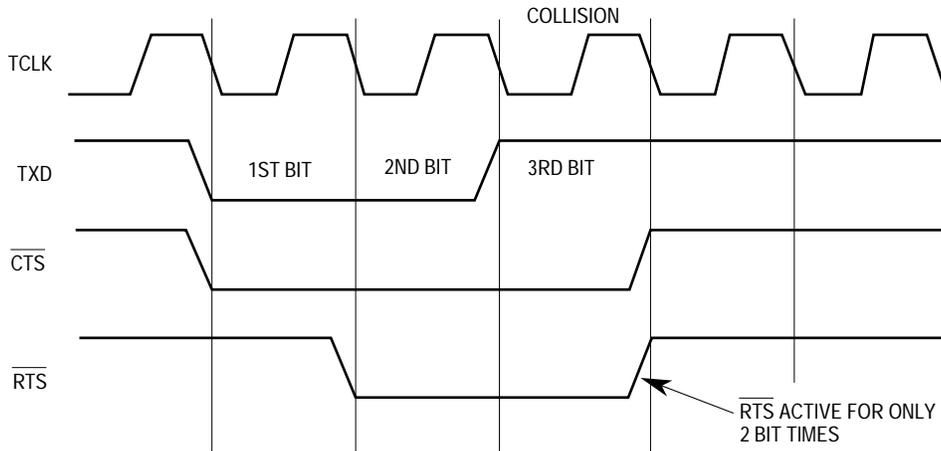 COLLISION
TCLK
TXD
1ST BIT
2ND BIT
3RD BIT
CTS
RTS
RTS ACTIVE FOR ONLY
2 BIT TIMES